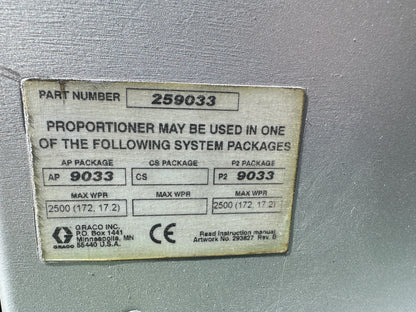 PART NUMBER 259033
PROPORTIONER MAY BE USED IN ONE
OF THE FOLLOWING SYSTEM PACKAGES
AP PACKAGE CS PACKAGE P2 PACKAGE
AP 9033 CS P2 9033
MAX WPR MAX WPR MAX WPR
2500 (172, 17.2) 2500 (172, 17.2)
GRACO INC.
P.O. Box 1441
Minneapolis, MN
55440 U.S.A.
GRACO
CE
Read Instruction manual
Artwork No. 293827 Rev. B